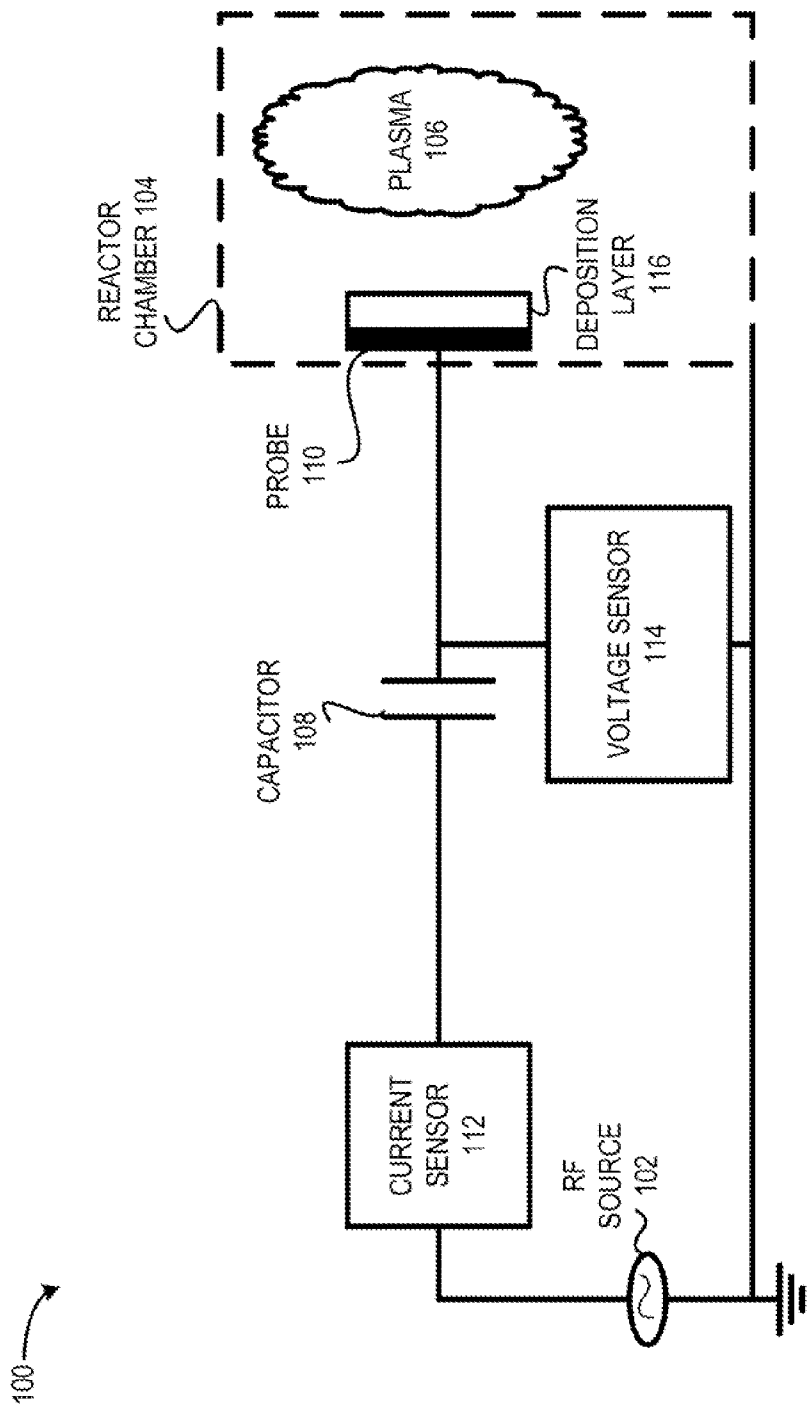 100
REACTOR
CHAMBER 104
PLASMA
106
PROBE
110
DEPOSITION
LAYER
116
CAPACITOR
108
VOLTAGE SENSOR
114
CURRENT
SENSOR
112
RF
SOURCE
102